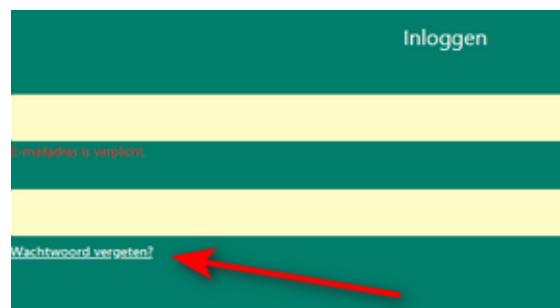 Inloggen
E-mailadres is verplicht.
Wachtwoord vergeten?